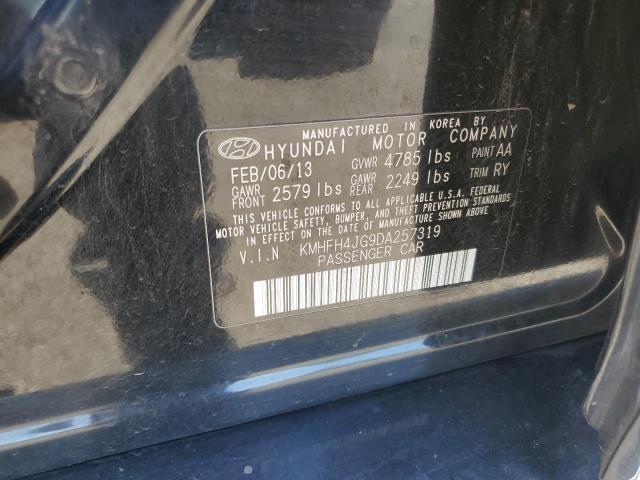 MANUFACTURED IN KOREA BY
HYUNDAI MOTOR COMPANY
FEB/06/13 GVWR 4785 lbs PAINT AA
GAWR FRONT 2579 lbs GAWR REAR 2249 lbs TRIM RY
THIS VEHICLE CONFORMS TO ALL APPLICABLE U.S.A. FEDERAL
MOTOR VEHICLE SAFETY, BUMPER, AND THEFT PREVENTION STANDARDS
IN EFFECT ON THE DATE OF MANUFACTURE SHOWN ABOVE.
V.I.N KMHFH4JG9DA257319
PASSENGER CAR